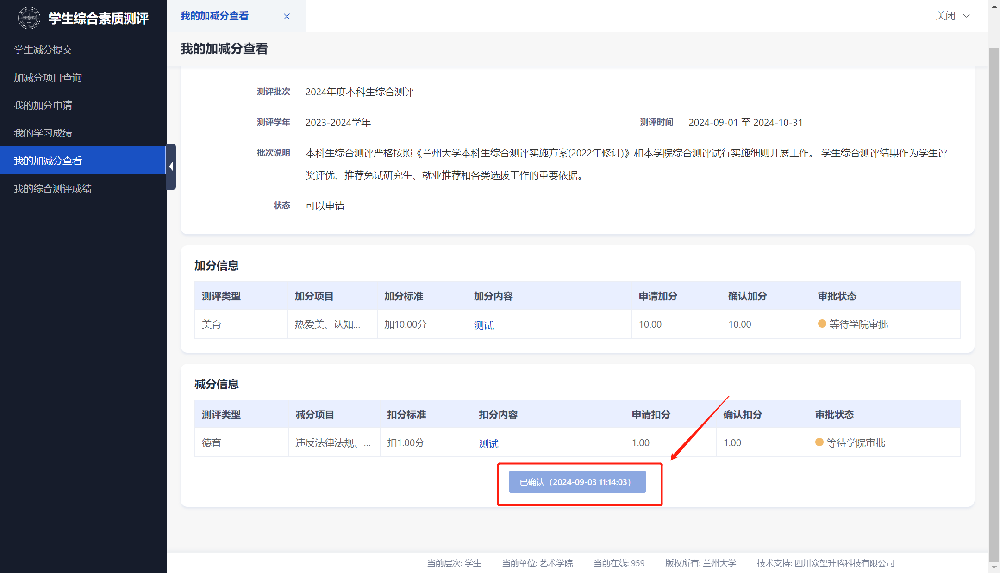 学生综合素质测评
学生减分提交
加减分项目查询
我的加分申请
我的学习成绩
我的加减分查看
我的综合测评成绩
我的加减分查看
关闭
我的加减分查看
测评批次 2024年度本科生综合测评
测评学年 2023-2024学年 测评时间 2024-09-01 至 2024-10-31
批次说明 本科生综合测评严格按照《兰州大学本科生综合测评实施方案(2022年修订)》和本学院综合测评试行实施细则开展工作。 学生综合测评结果作为学生评
奖评优、推荐免试研究生、就业推荐和各类选拔工作的重要依据。
状态 可以申请
加分信息
测评类型 加分项目 加分标准 加分内容 申请加分 确认加分 审批状态
美育 热爱美、认知... 加10.00分 测试 10.00 10.00 等待学院审批
减分信息
测评类型 减分项目 扣分标准 扣分内容 申请扣分 确认扣分 审批状态
德育 违反法律法规、... 扣1.00分 测试 1.00 1.00 等待学院审批
已确认（2024-09-03 11:14:03）
当前层次: 学生 当前单位: 艺术学院 当前在线: 959 版权所有: 兰州大学 技术支持: 四川众望升腾科技有限公司